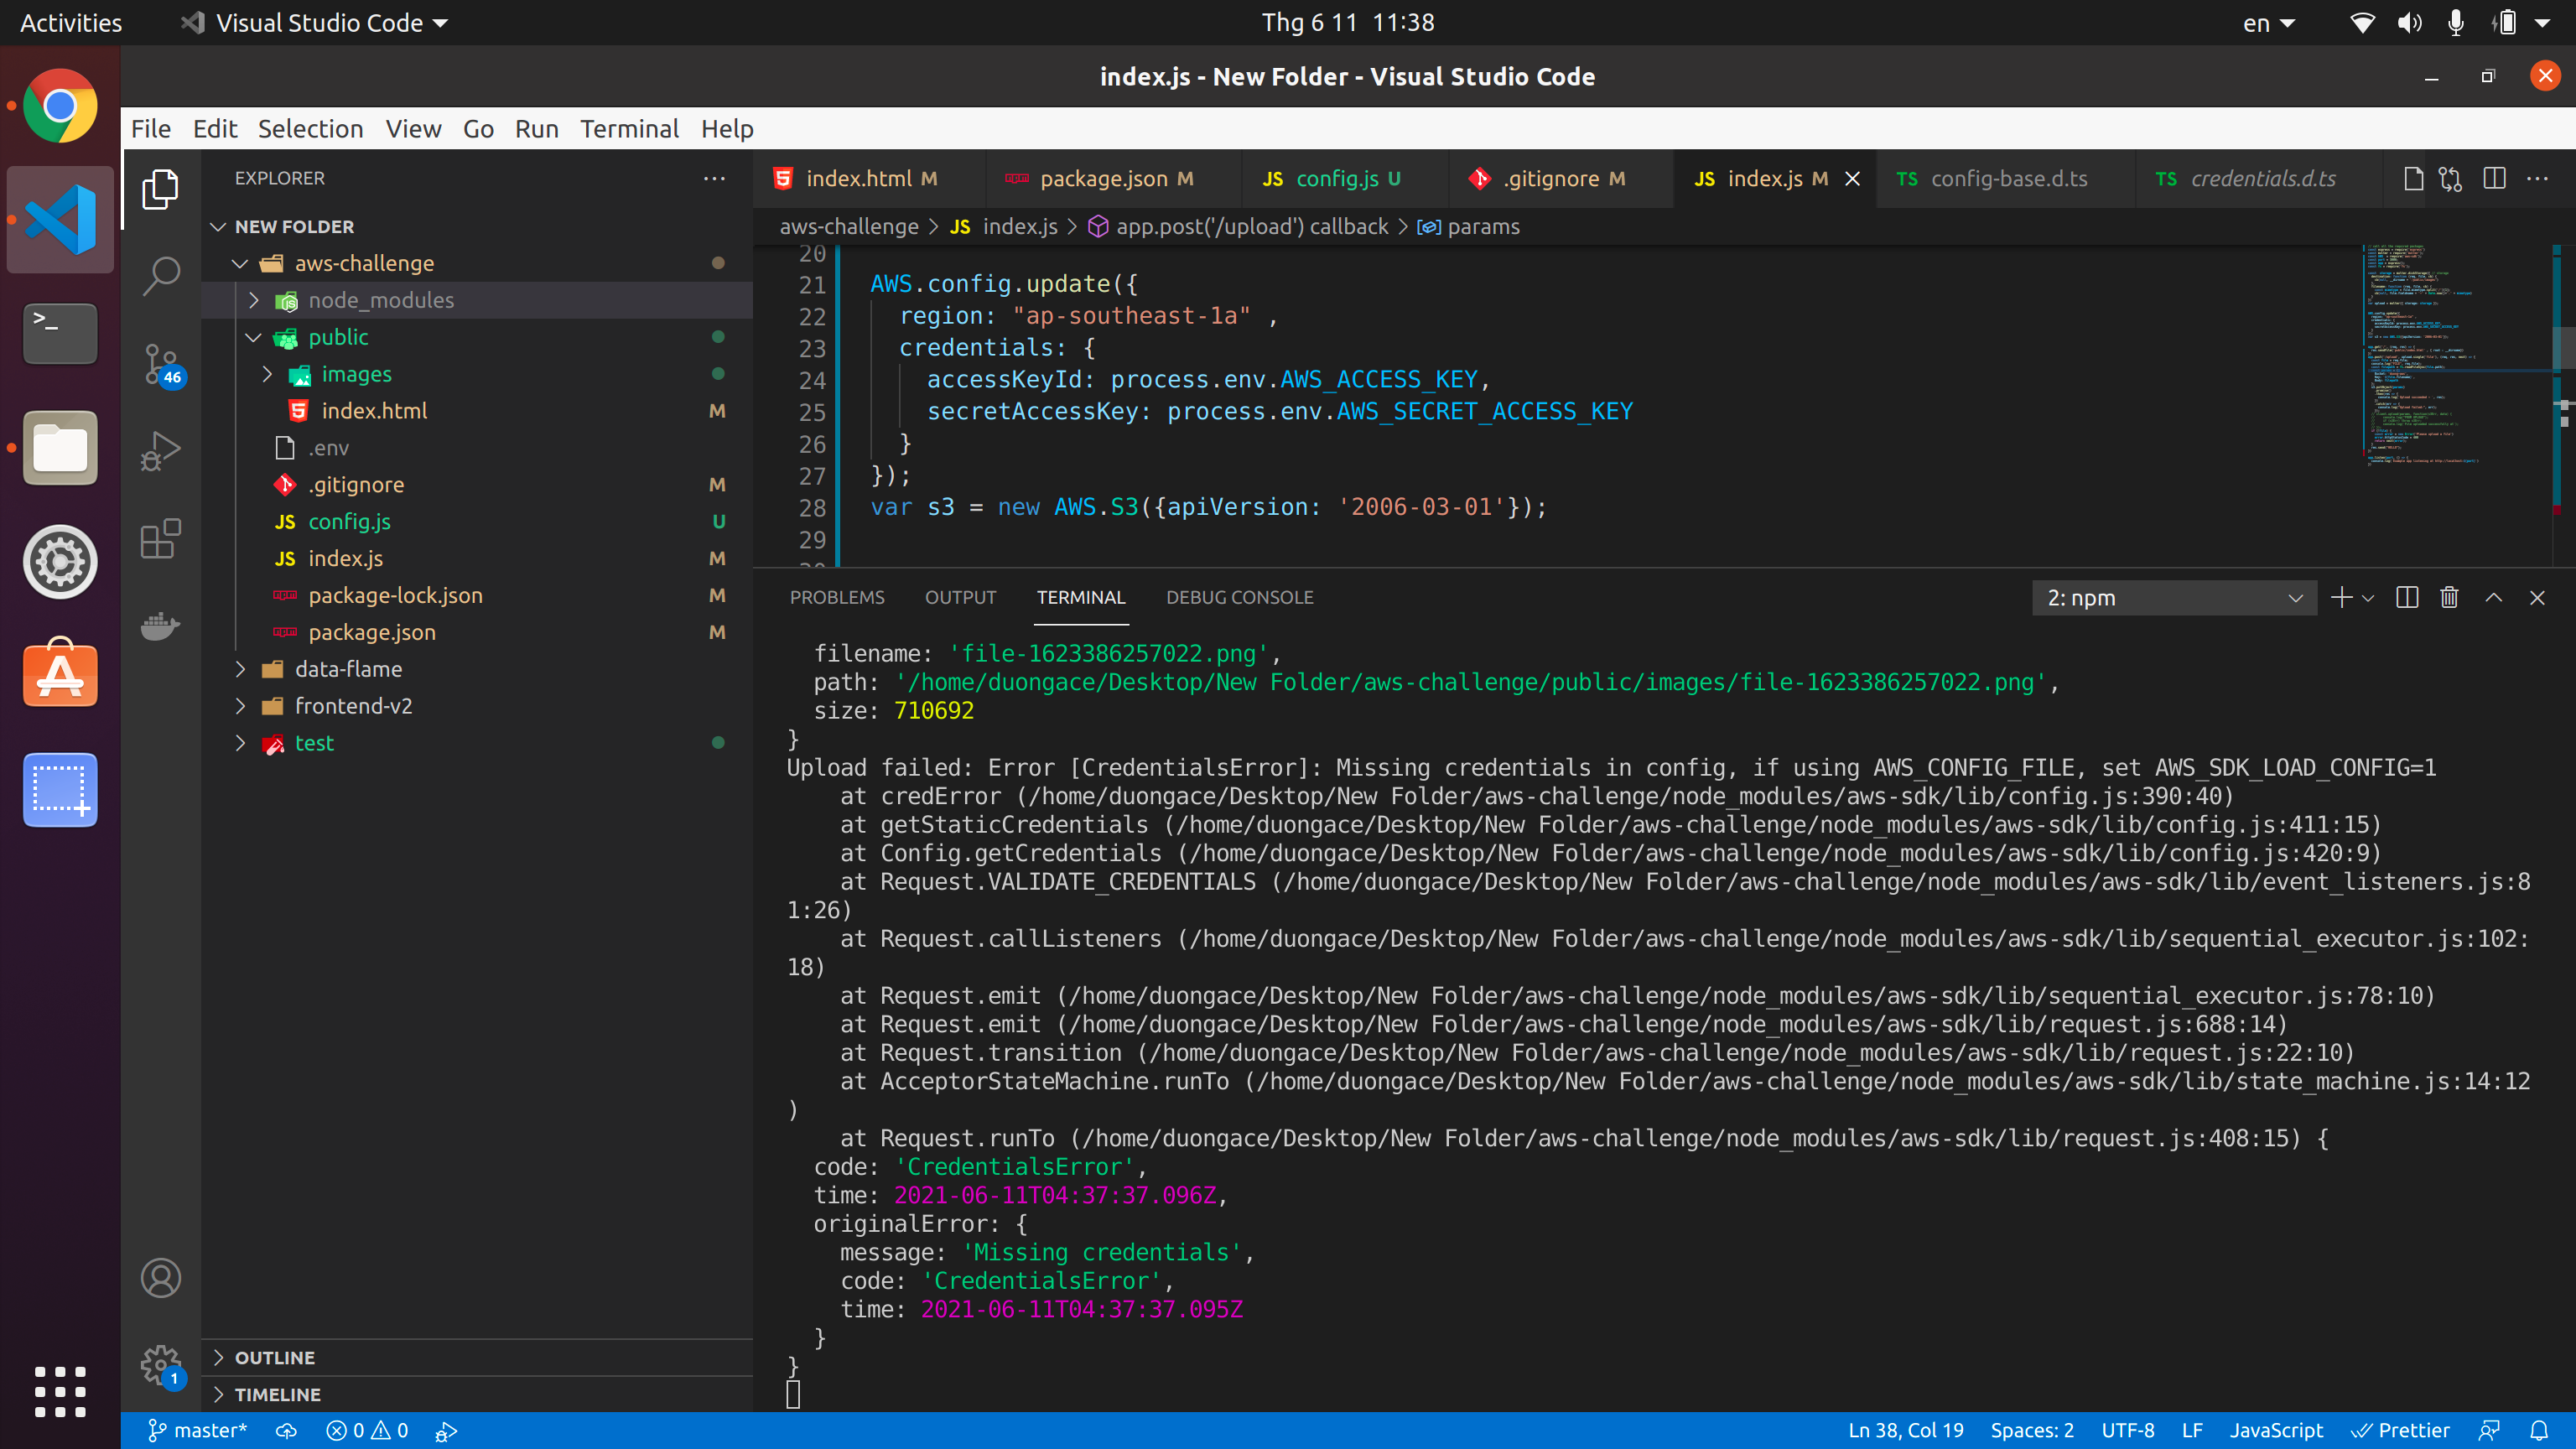 Activities
Visual Studio Code
Thg 6 11 11:38
en
index.js - New Folder - Visual Studio Code
File Edit Selection View Go Run Terminal Help
EXPLORER
NEW FOLDER
aws-challenge
node_modules
public
images
index.html M
.env
.gitignore M
config.js U
index.js M
package-lock.json M
package.json M
data-flame
frontend-v2
test
OUTLINE
TIMELINE
46
1
index.html M
package.json M
JS config.js U
.gitignore M
JS index.js M
TS config-base.d.ts
TS credentials.d.ts
aws-challenge > JS index.js > app.post('/upload') callback > params
20
21 AWS.config.update({
22 region: "ap-southeast-1a" ,
23 credentials: {
24 accessKeyId: process.env.AWS_ACCESS_KEY,
25 secretAccessKey: process.env.AWS_SECRET_ACCESS_KEY
26 }
27 });
28 var s3 = new AWS.S3({apiVersion: '2006-03-01'});
29
PROBLEMS OUTPUT TERMINAL DEBUG CONSOLE
2: npm
filename: 'file-1623386257022.png',
path: '/home/duongace/Desktop/New Folder/aws-challenge/public/images/file-1623386257022.png',
size: 710692
}
Upload failed: Error [CredentialsError]: Missing credentials in config, if using AWS_CONFIG_FILE, set AWS_SDK_LOAD_CONFIG=1
at credError (/home/duongace/Desktop/New Folder/aws-challenge/node_modules/aws-sdk/lib/config.js:390:40)
at getStaticCredentials (/home/duongace/Desktop/New Folder/aws-challenge/node_modules/aws-sdk/lib/config.js:411:15)
at Config.getCredentials (/home/duongace/Desktop/New Folder/aws-challenge/node_modules/aws-sdk/lib/config.js:420:9)
at Request.VALIDATE_CREDENTIALS (/home/duongace/Desktop/New Folder/aws-challenge/node_modules/aws-sdk/lib/event_listeners.js:8
1:26)
at Request.callListeners (/home/duongace/Desktop/New Folder/aws-challenge/node_modules/aws-sdk/lib/sequential_executor.js:102:
18)
at Request.emit (/home/duongace/Desktop/New Folder/aws-challenge/node_modules/aws-sdk/lib/sequential_executor.js:78:10)
at Request.emit (/home/duongace/Desktop/New Folder/aws-challenge/node_modules/aws-sdk/lib/request.js:688:14)
at Request.transition (/home/duongace/Desktop/New Folder/aws-challenge/node_modules/aws-sdk/lib/request.js:22:10)
at AcceptorStateMachine.runTo (/home/duongace/Desktop/New Folder/aws-challenge/node_modules/aws-sdk/lib/state_machine.js:14:12
)
at Request.runTo (/home/duongace/Desktop/New Folder/aws-challenge/node_modules/aws-sdk/lib/request.js:408:15) {
code: 'CredentialsError',
time: 2021-06-11T04:37:37.096Z,
originalError: {
message: 'Missing credentials',
code: 'CredentialsError',
time: 2021-06-11T04:37:37.095Z
}
}
master* 0 0
Ln 38, Col 19 Spaces: 2 UTF-8 LF JavaScript Prettier